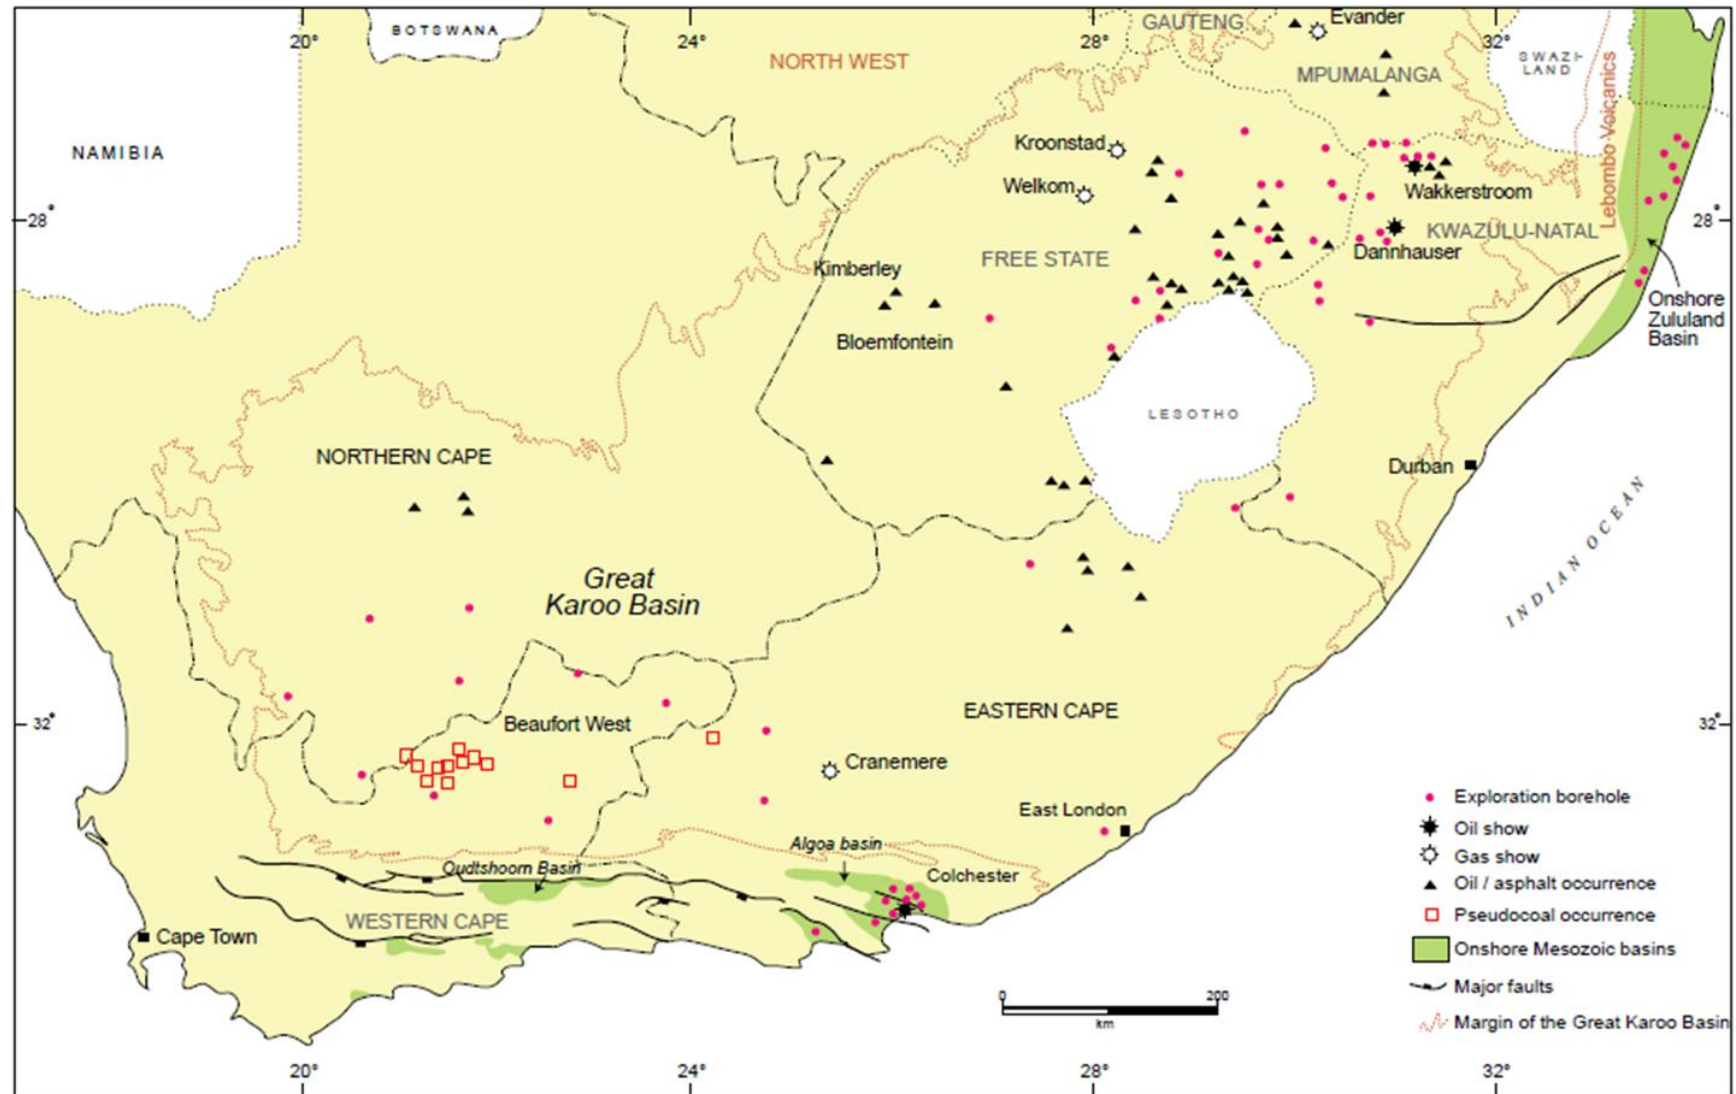 BOTSWANA
20°
24°
28°
GAUTENG
Evander
32°
SWAZI-
LAND
NORTH WEST
MPUMALANGA
Lebombo Volcanics
NAMIBIA
Kroonstad
Welkom
Wakkerstroom
28°
28°
KWAZULU-NATAL
FREE STATE
Dannhauser
Kimberley
Onshore
Zululand
Basin
Bloemfontein
LESOTHO
NORTHERN CAPE
Durban
INDIAN OCEAN
Great
Karoo Basin
EASTERN CAPE
32°
Beaufort West
32°
Cranemere
Exploration borehole
East London
Oil show
Algoa basin
Gas show
Oudtshoorn Basin
Colchester
Oil / asphalt occurrence
WESTERN CAPE
Pseudocoal occurrence
Cape Town
Onshore Mesozoic basins
Major faults
0 200
km
Margin of the Great Karoo Basin
20°
24°
28°
32°